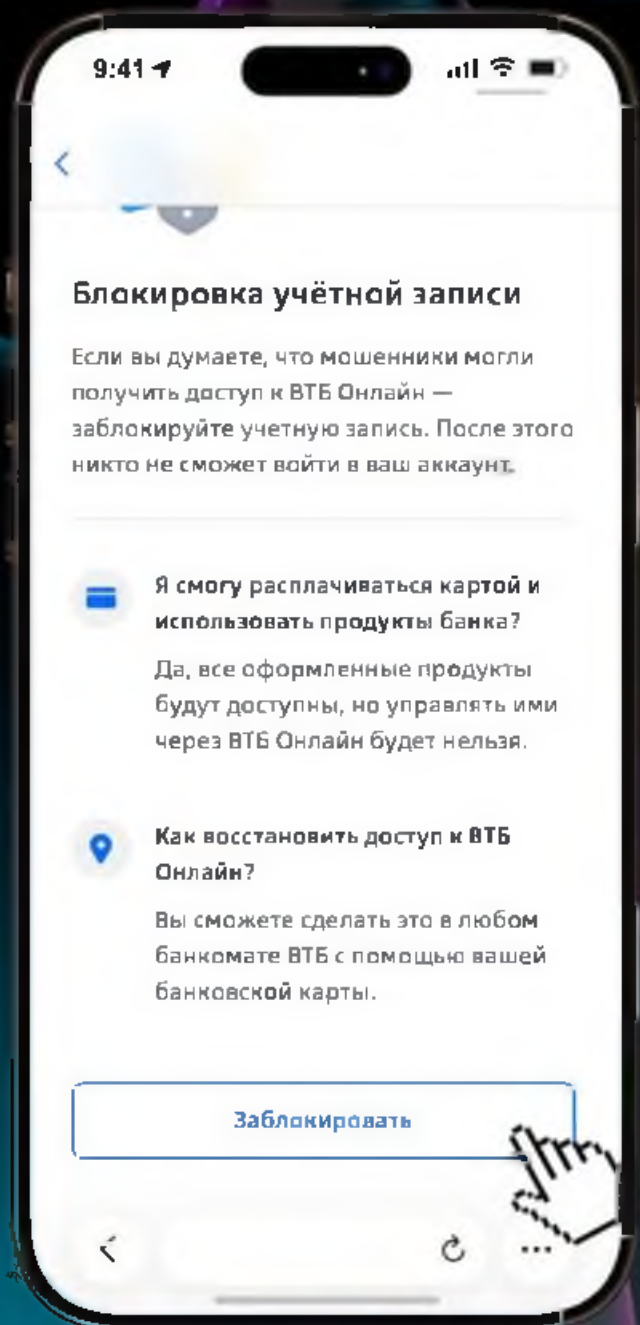 9:41
Блокировка учётной записи
Если вы думаете, что мошенники могли
получить доступ к ВТБ Онлайн —
заблокируйте учетную запись. После этого
никто не сможет войти в ваш аккаунт.
Я смогу расплачиваться картой и
использовать продукты банка?
Да, все оформленные продукты
будут доступны, но управлять ими
через ВТБ Онлайн будет нельзя.
Как восстановить доступ к ВТБ
Онлайн?
Вы сможете сделать это в любом
банкомате ВТБ с помощью вашей
банковской карты.
Заблокировать